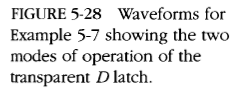 FIGURE 5-28 Waveforms for
Example 5-7 showing the two
modes of operation of the
transparent D latch.